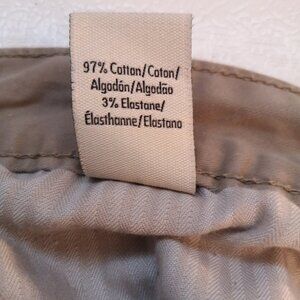 97% Cotton/Coton/
Algodón/Algodão
3% Elastane/
Élasthanne/Elastano